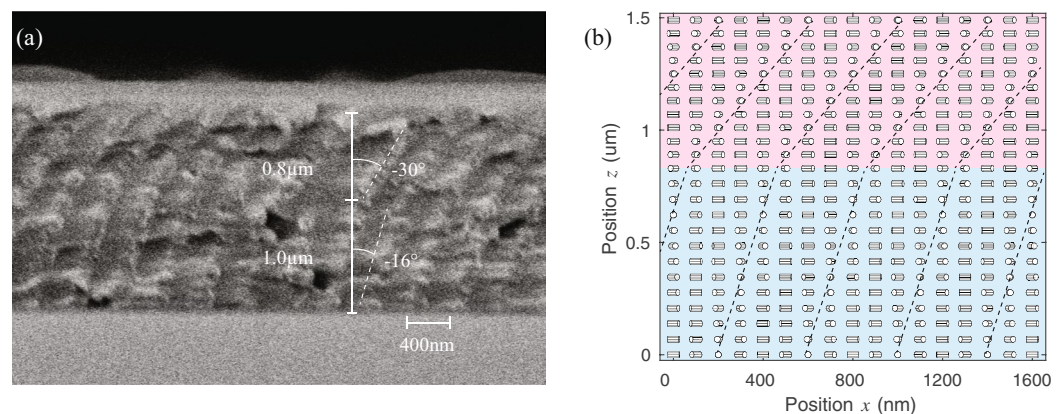 (a)
0.8μm
-30°
1.0μm
-16°
400nm
(b)
1.5
1
0.5
0
Position z (um)
0 400 800 1200 1600
Position x (nm)